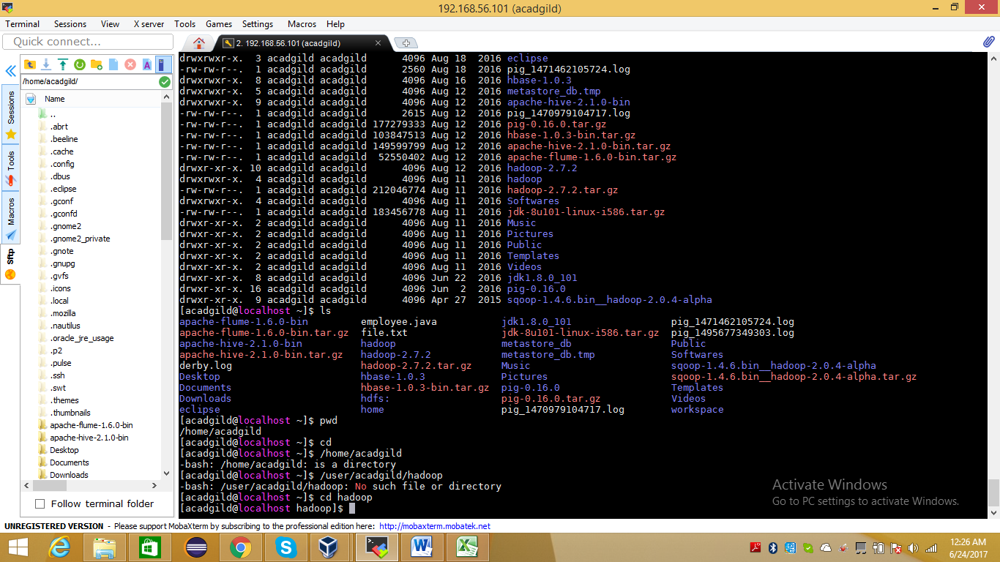 192.168.56.101 (acadgild)
Terminal Sessions View X server Tools Games Settings Macros Help
Quick connect...
2. 192.168.56.101 (acadgild)
/home/acadgild/
Name
..
.abrt
.beeline
.cache
.config
.dbus
.eclipse
.gconf
.gconfd
.gnome2
.gnome2_private
.gnote
.gnupg
.gvfs
.icons
.local
.mozilla
.nautilus
.oracle_jre_usage
.p2
.pulse
.ssh
.swt
.themes
.thumbnails
apache-flume-1.6.0-bin
apache-hive-2.1.0-bin
Desktop
Documents
Downloads
Follow terminal folder
Sessions
Tools
Macros
Sftp
drwxrwxr-x. 3 acadgild acadgild 4096 Aug 18 2016 eclipse
-rw-rw-r--. 1 acadgild acadgild 2560 Aug 18 2016 pig_1471462105724.log
drwxrwxr-x. 8 acadgild acadgild 4096 Aug 16 2016 hbase-1.0.3
drwxrwxr-x. 5 acadgild acadgild 4096 Aug 12 2016 metastore_db.tmp
drwxrwxr-x. 9 acadgild acadgild 4096 Aug 12 2016 apache-hive-2.1.0-bin
-rw-rw-r--. 1 acadgild acadgild 2615 Aug 12 2016 pig_1470979104717.log
-rw-rw-r--. 1 acadgild acadgild 177279333 Aug 12 2016 pig-0.16.0.tar.gz
-rw-rw-r--. 1 acadgild acadgild 103847513 Aug 12 2016 hbase-1.0.3-bin.tar.gz
-rw-rw-r--. 1 acadgild acadgild 149599799 Aug 12 2016 apache-hive-2.1.0-bin.tar.gz
-rw-rw-r--. 1 acadgild acadgild 52550402 Aug 12 2016 apache-flume-1.6.0-bin.tar.gz
drwxr-xr-x. 10 acadgild acadgild 4096 Aug 12 2016 hadoop-2.7.2
drwxrwxr-x. 4 acadgild acadgild 4096 Aug 11 2016 hadoop
-rw-rw-r--. 1 acadgild acadgild 212046774 Aug 11 2016 hadoop-2.7.2.tar.gz
drwxrwxr-x. 4 acadgild acadgild 4096 Aug 11 2016 Softwares
-rw-rw-r--. 1 acadgild acadgild 183456778 Aug 11 2016 jdk-8u101-linux-i586.tar.gz
drwxr-xr-x. 2 acadgild acadgild 4096 Aug 11 2016 Music
drwxr-xr-x. 2 acadgild acadgild 4096 Aug 11 2016 Pictures
drwxr-xr-x. 2 acadgild acadgild 4096 Aug 11 2016 Public
drwxr-xr-x. 2 acadgild acadgild 4096 Aug 11 2016 Templates
drwxr-xr-x. 2 acadgild acadgild 4096 Aug 11 2016 Videos
drwxr-xr-x. 8 acadgild acadgild 4096 Jun 22 2016 jdk1.8.0_101
drwxr-xr-x. 16 acadgild acadgild 4096 Jun 2 2016 pig-0.16.0
drwxr-xr-x. 9 acadgild acadgild 4096 Apr 27 2015 sqoop-1.4.6.bin__hadoop-2.0.4-alpha
[acadgild@localhost ~]$ ls
apache-flume-1.6.0-bin employee.java jdk1.8.0_101 pig_1471462105724.log
apache-flume-1.6.0-bin.tar.gz file.txt jdk-8u101-linux-i586.tar.gz pig_1495677349303.log
apache-hive-2.1.0-bin hadoop metastore_db Public
apache-hive-2.1.0-bin.tar.gz hadoop-2.7.2 metastore_db.tmp Softwares
derby.log hadoop-2.7.2.tar.gz Music sqoop-1.4.6.bin__hadoop-2.0.4-alpha
Desktop hbase-1.0.3 Pictures sqoop-1.4.6.bin__hadoop-2.0.4-alpha.tar.gz
Documents hbase-1.0.3-bin.tar.gz pig-0.16.0 Templates
Downloads hdfs: pig-0.16.0.tar.gz Videos
eclipse home pig_1470979104717.log workspace
[acadgild@localhost ~]$ pwd
/home/acadgild
[acadgild@localhost ~]$ cd
[acadgild@localhost ~]$ /home/acadgild
-bash: /home/acadgild: is a directory
[acadgild@localhost ~]$ /user/acadgild/hadoop
-bash: /user/acadgild/hadoop: No such file or directory
[acadgild@localhost ~]$ cd hadoop
[acadgild@localhost hadoop]$
Activate Windows
Go to PC settings to activate Windows.
UNREGISTERED VERSION - Please support MobaXterm by subscribing to the professional edition here: http://mobaxterm.mobatek.net
12:26 AM
6/24/2017